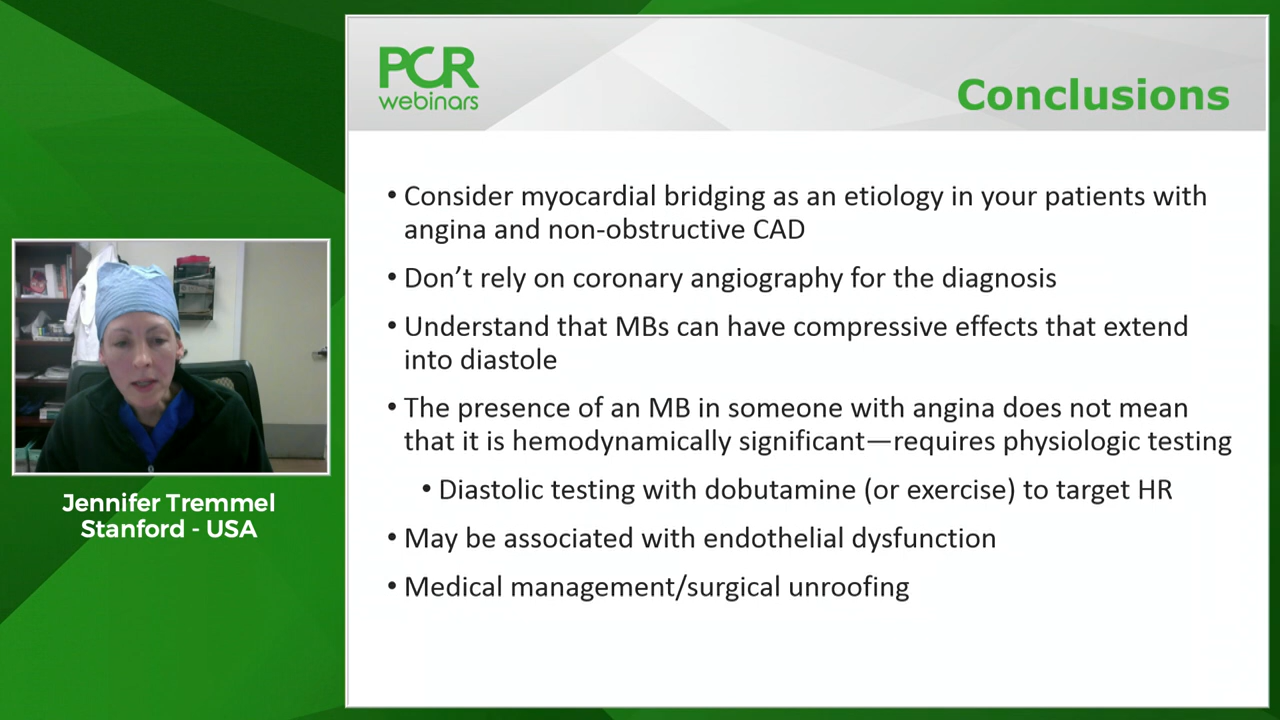 PCR
webinars
Conclusions
• Consider myocardial bridging as an etiology in your patients with
angina and non-obstructive CAD
• Don’t rely on coronary angiography for the diagnosis
• Understand that MBs can have compressive effects that extend
into diastole
• The presence of an MB in someone with angina does not mean
that it is hemodynamically significant—requires physiologic testing
• Diastolic testing with dobutamine (or exercise) to target HR
• May be associated with endothelial dysfunction
• Medical management/surgical unroofing
Jennifer Tremmel
Stanford - USA